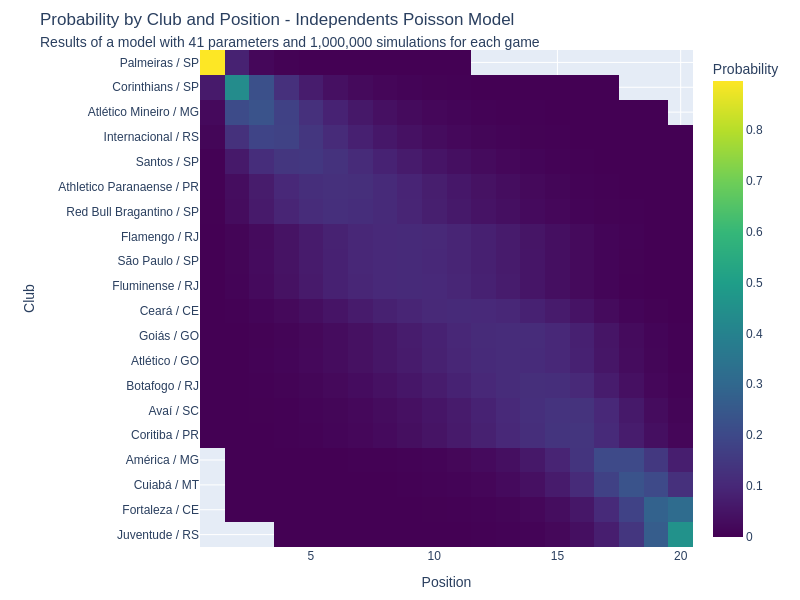 Probability by Club and Position - Independents Poisson Model
Results of a model with 41 parameters and 1,000,000 simulations for each game
Palmeiras / SP
Corinthians / SP
Atlético Mineiro / MG
Internacional / RS
Santos / SP
Athletico Paranaense / PR
Red Bull Bragantino / SP
Flamengo / RJ
São Paulo / SP
Fluminense / RJ
Ceará / CE
Goiás / GO
Atlético / GO
Botafogo / RJ
Avaí / SC
Coritiba / PR
América / MG
Cuiabá / MT
Fortaleza / CE
Juventude / RS
Club
5
10
15
20
Position
Probability
0.8
0.7
0.6
0.5
0.4
0.3
0.2
0.1
0